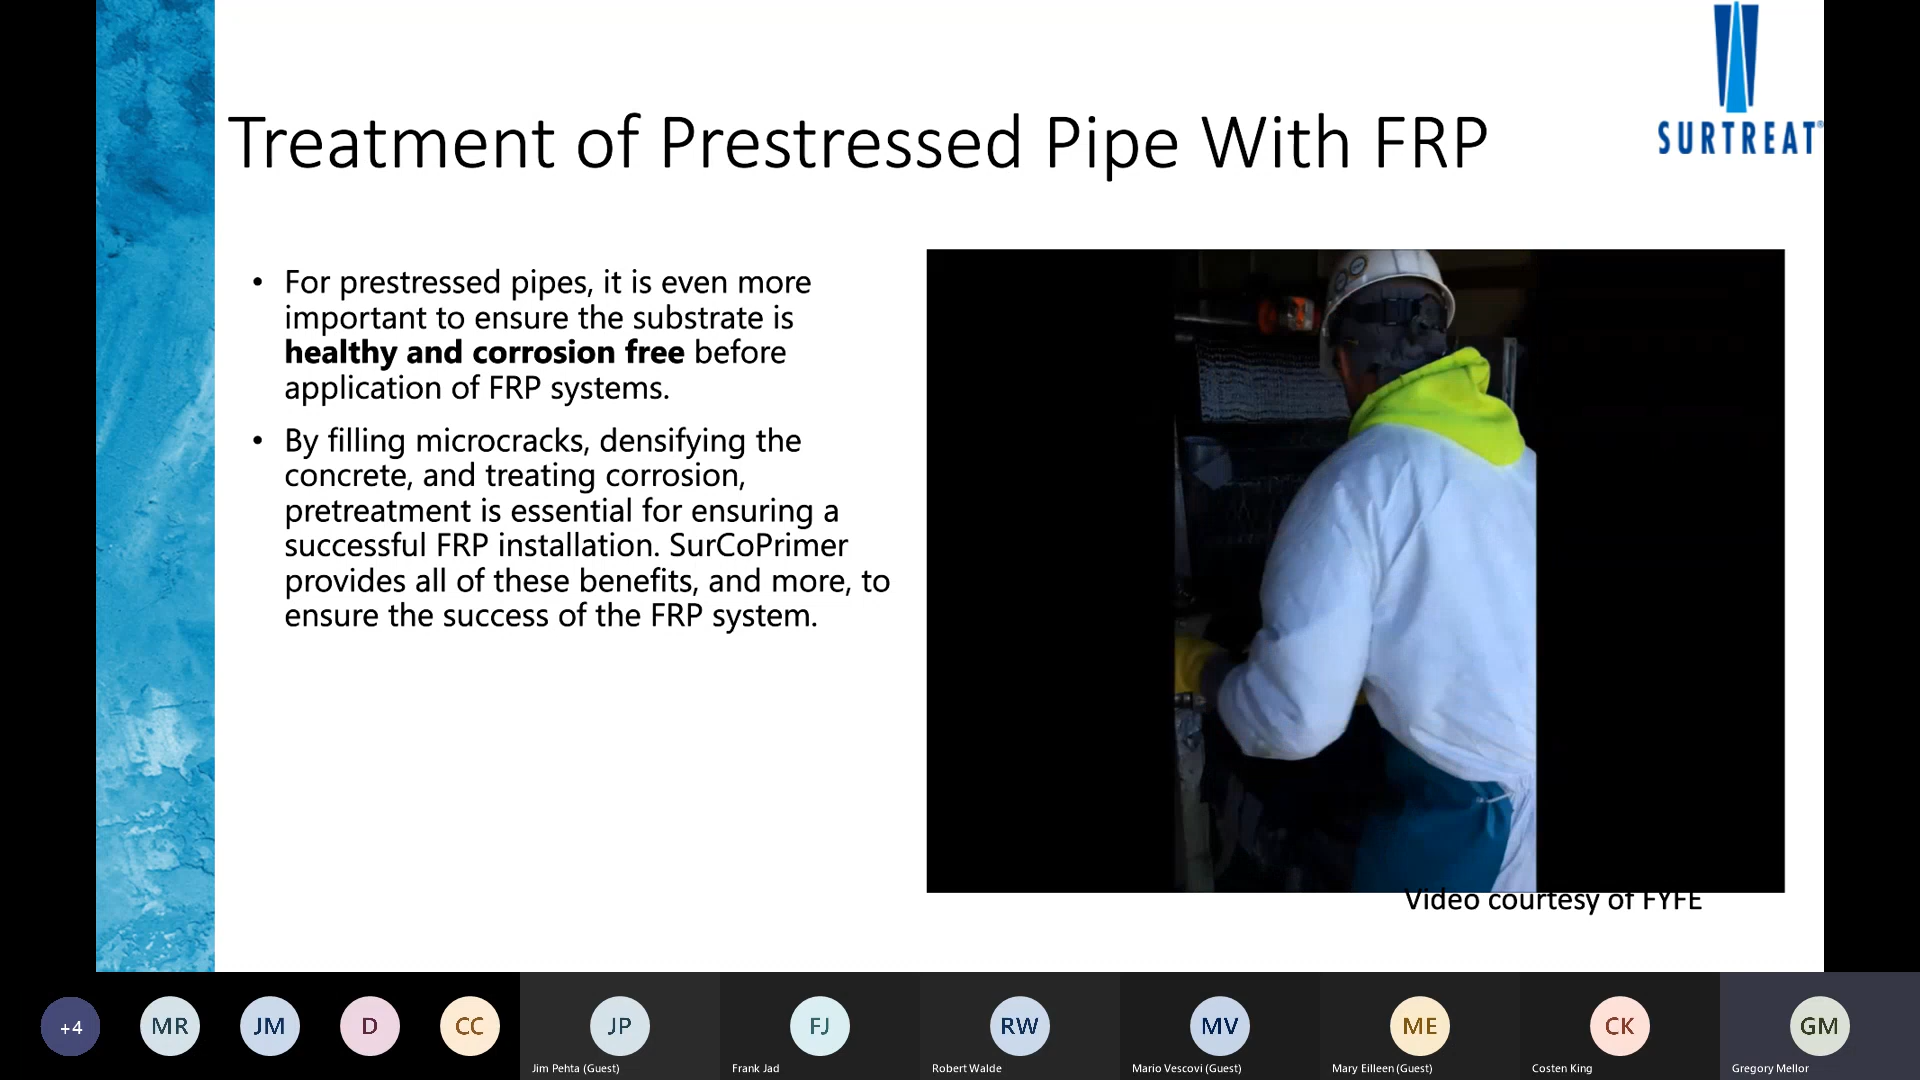 SURTREAT®
Treatment of Prestressed Pipe With FRP
• For prestressed pipes, it is even more
important to ensure the substrate is
healthy and corrosion free before
application of FRP systems.
• By filling microcracks, densifying the
concrete, and treating corrosion,
pretreatment is essential for ensuring a
successful FRP installation. SurCoPrimer
provides all of these benefits, and more, to
ensure the success of the FRP system.
Video courtesy of FYFE
+4
MR
JM
D
CC
JP
FJ
RW
MV
ME
CK
GM
Jim Pehta (Guest)
Frank Jad
Robert Walde
Mario Vescovi (Guest)
Mary Eilleen (Guest)
Costen King
Gregory Mellor